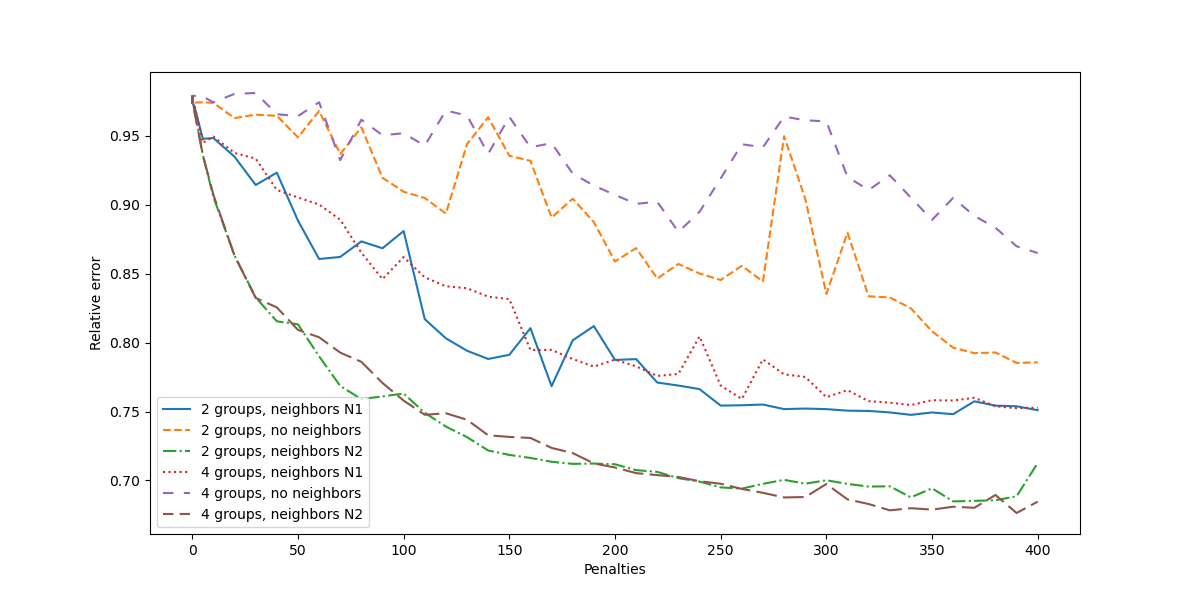 0.95
0.90
0.85
0.80
0.75
0.70
Relative error
2 groups, neighbors N1
2 groups, no neighbors
2 groups, neighbors N2
4 groups, neighbors N1
4 groups, no neighbors
4 groups, neighbors N2
0 50 100 150 200 250 300 350 400
Penalties